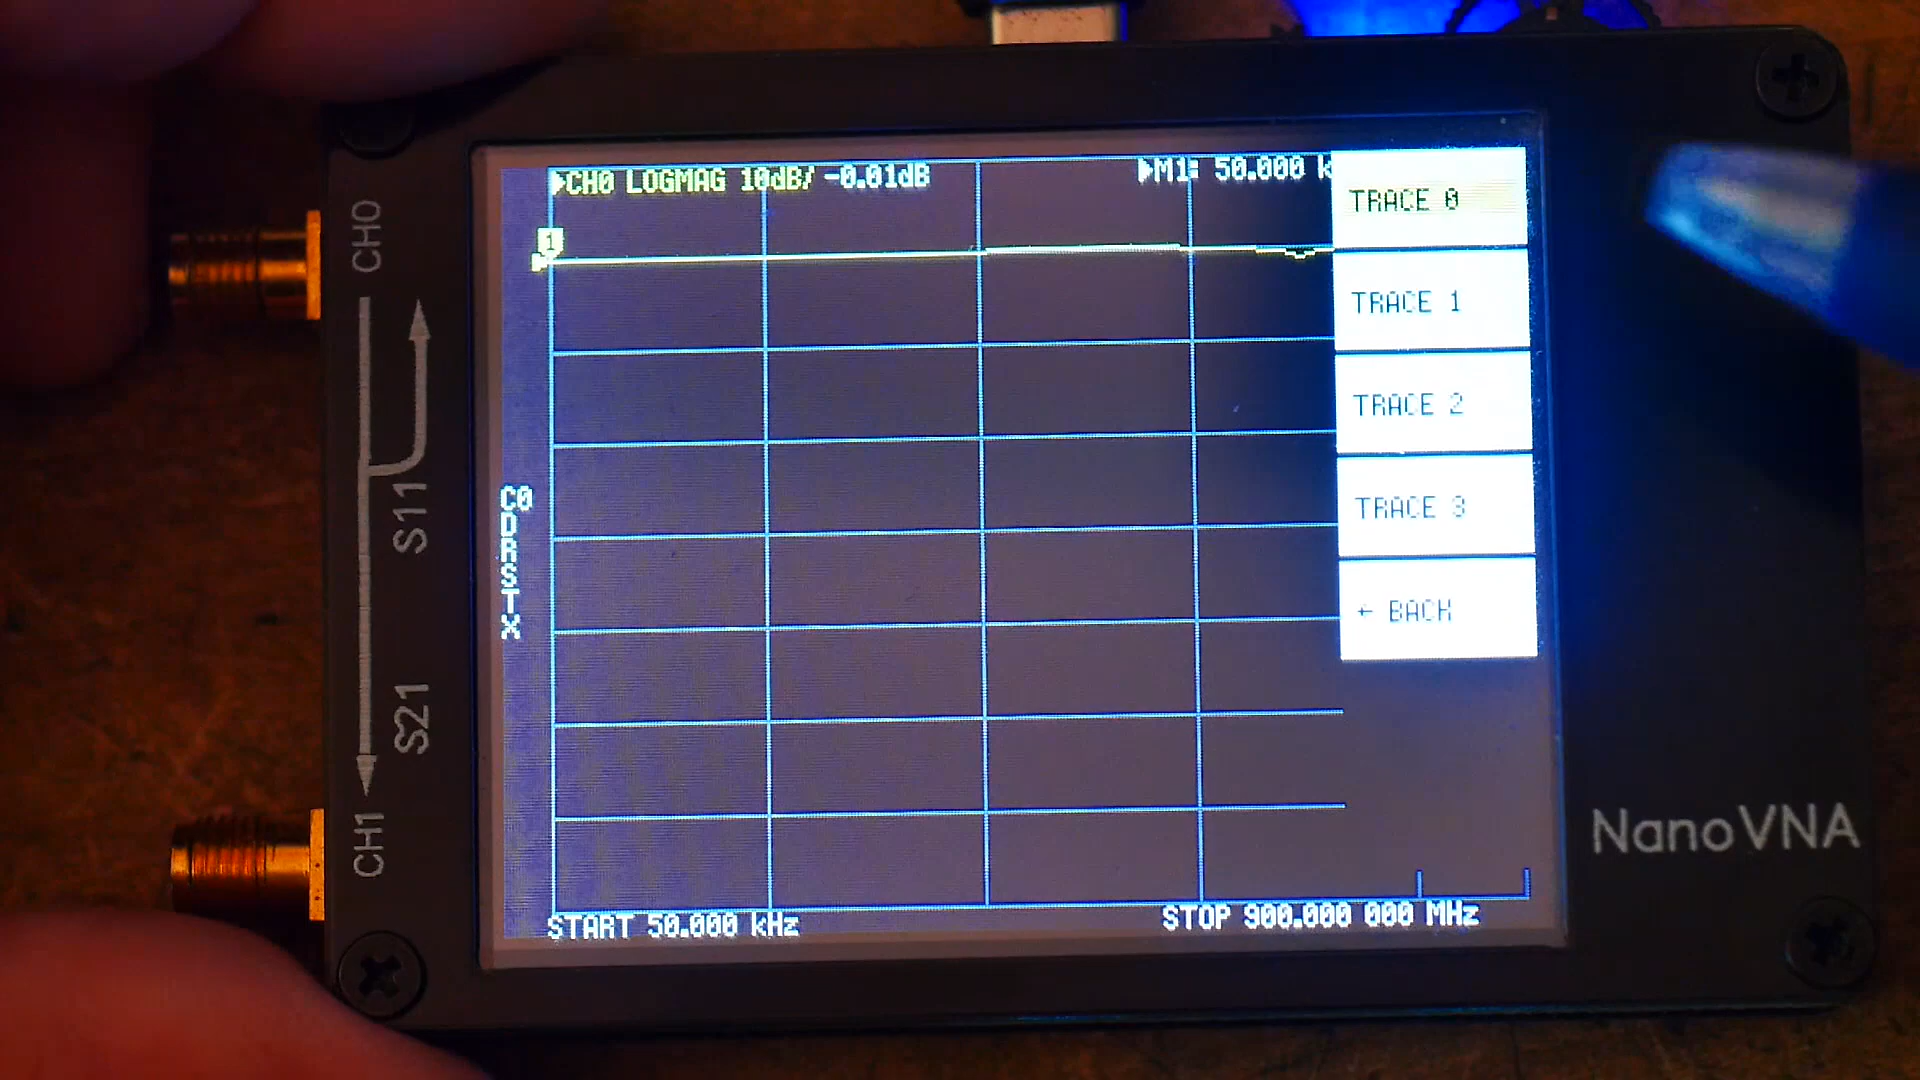 CH0 LOGMAG 10dB/ -0.01dB
M1: 50.000 k
1
TRACE 0
TRACE 1
TRACE 2
TRACE 3
← BACK
C0
D
R
S
T
X
START 50.000 kHz
STOP 900.000 000 MHz
CH0
S11
S21
CH1
NanoVNA